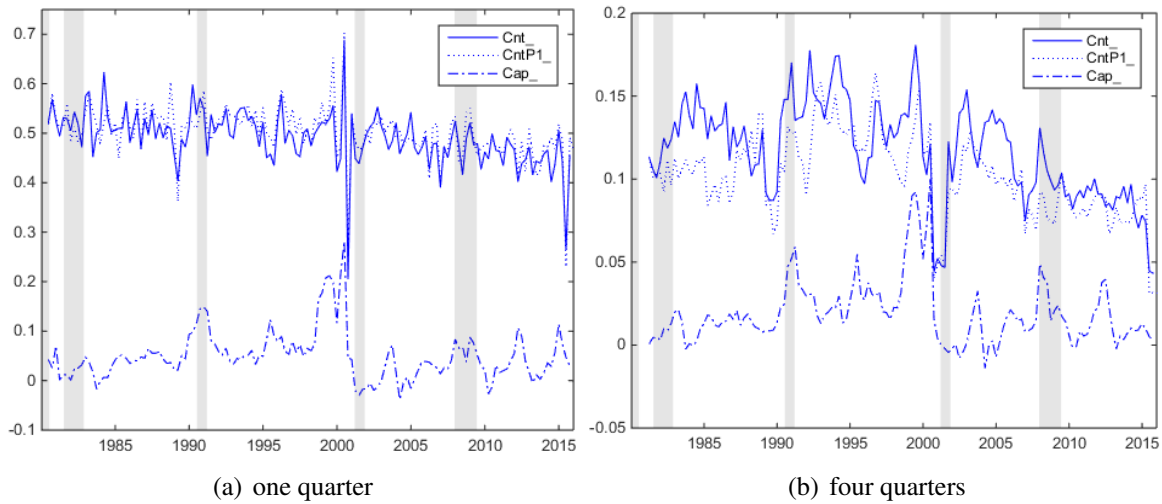 0.7
0.6
0.5
0.4
0.3
0.2
0.1
0
-0.1
1985 1990 1995 2000 2005 2010 2015
Cnt_
CntP1_
Cap_
(a) one quarter
0.2
0.15
0.1
0.05
0
-0.05
1985 1990 1995 2000 2005 2010 2015
Cnt_
CntP1_
Cap_
(b) four quarters